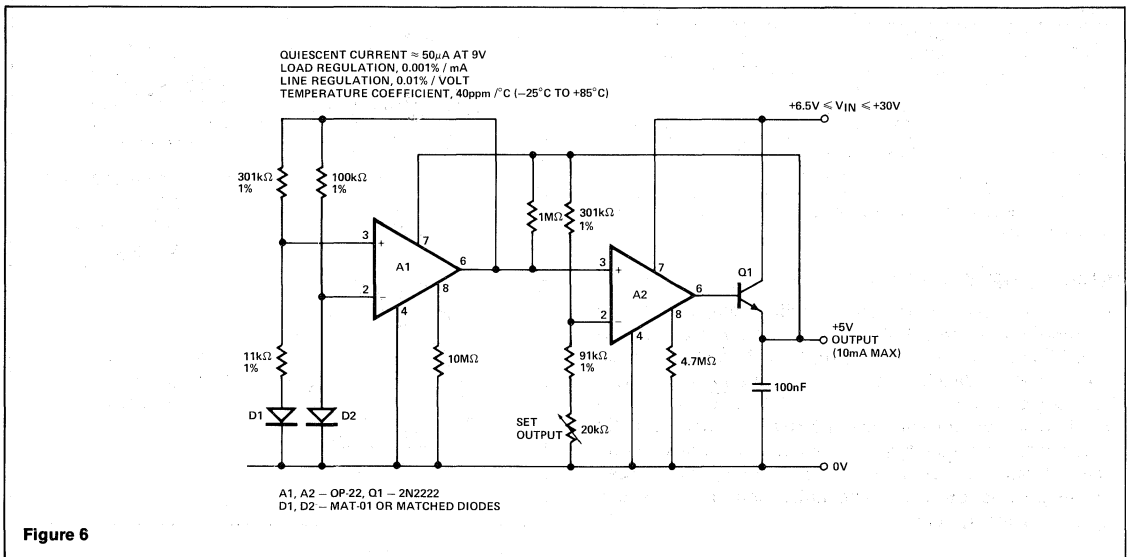 QUIESCENT CURRENT ≈ 50μA AT 9V
LOAD REGULATION, 0.001% / mA
LINE REGULATION, 0.01% / VOLT
TEMPERATURE COEFFICIENT, 40ppm /°C (−25°C TO +85°C)
+6.5V ⩽ VIN ⩽ +30V
301kΩ
1%
100kΩ
1%
1MΩ
301kΩ
1%
3
+
7
A1
6
2
−
8
4
3
+
7
A2
6
2
−
8
4
Q1
+5V
OUTPUT
(10mA MAX)
11kΩ
1%
10MΩ
91kΩ
1%
4.7MΩ
100nF
D1
D2
SET
OUTPUT
20kΩ
0V
A1, A2 — OP-22, Q1 — 2N2222
D1, D2 — MAT-01 OR MATCHED DIODES
Figure 6